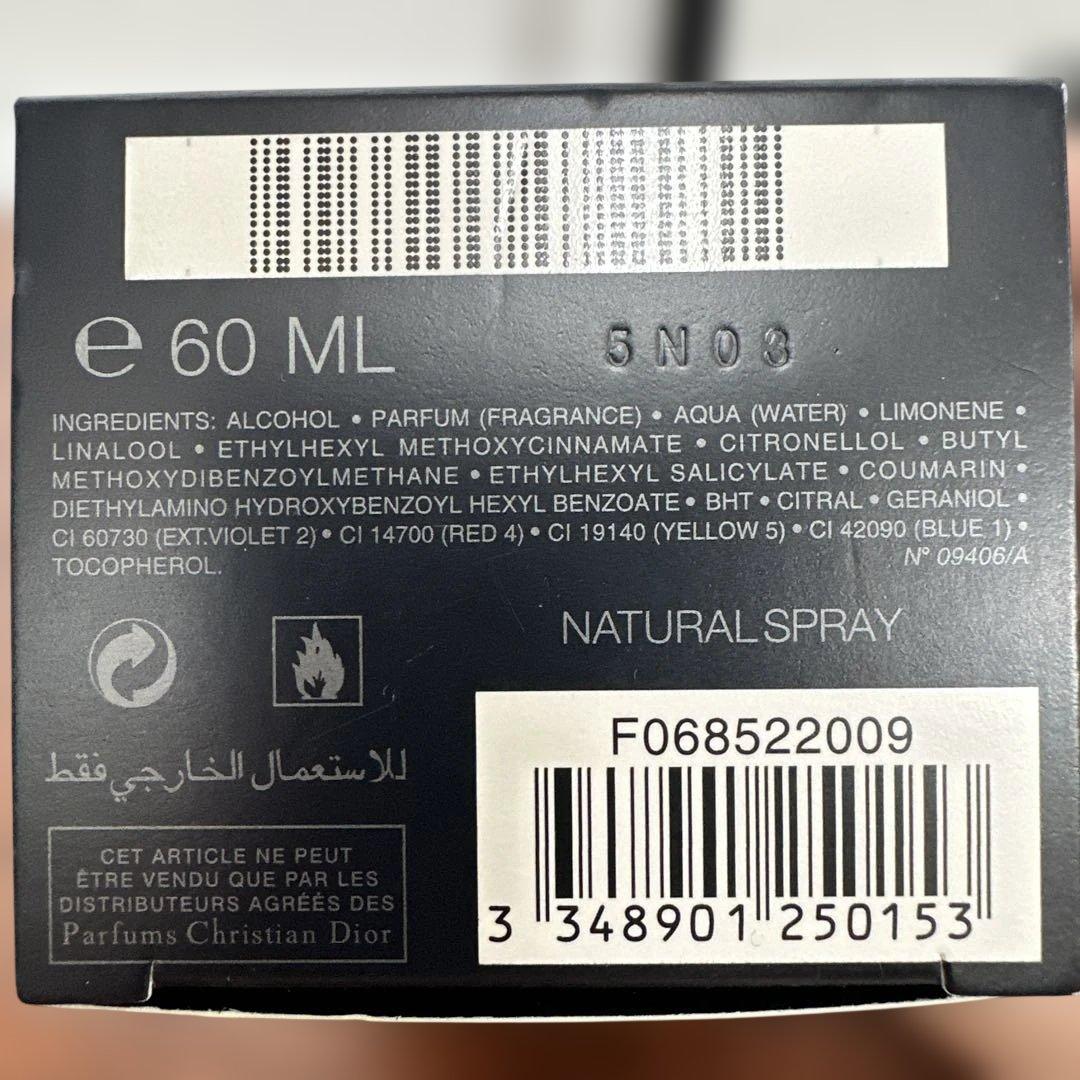 e 60 ML
5N03
INGREDIENTS: ALCOHOL • PARFUM (FRAGRANCE) • AQUA (WATER) • LIMONENE •
LINALOOL • ETHYLHEXYL METHOXYCINNAMATE • CITRONELLOL • BUTYL
METHOXYDIBENZOYLMETHANE • ETHYLHEXYL SALICYLATE • COUMARIN •
DIETHYLAMINO HYDROXYBENZOYL HEXYL BENZOATE • BHT • CITRAL • GERANIOL •
CI 60730 (EXT.VIOLET 2) • CI 14700 (RED 4) • CI 19140 (YELLOW 5) • CI 42090 (BLUE 1) •
TOCOPHEROL.
N° 09406/A
NATURAL SPRAY
للاستعمال الخارجي فقط
CET ARTICLE NE PEUT
ÊTRE VENDU QUE PAR LES
DISTRIBUTEURS AGRÉÉS DES
Parfums Christian Dior
F068522009
3 348901 250153